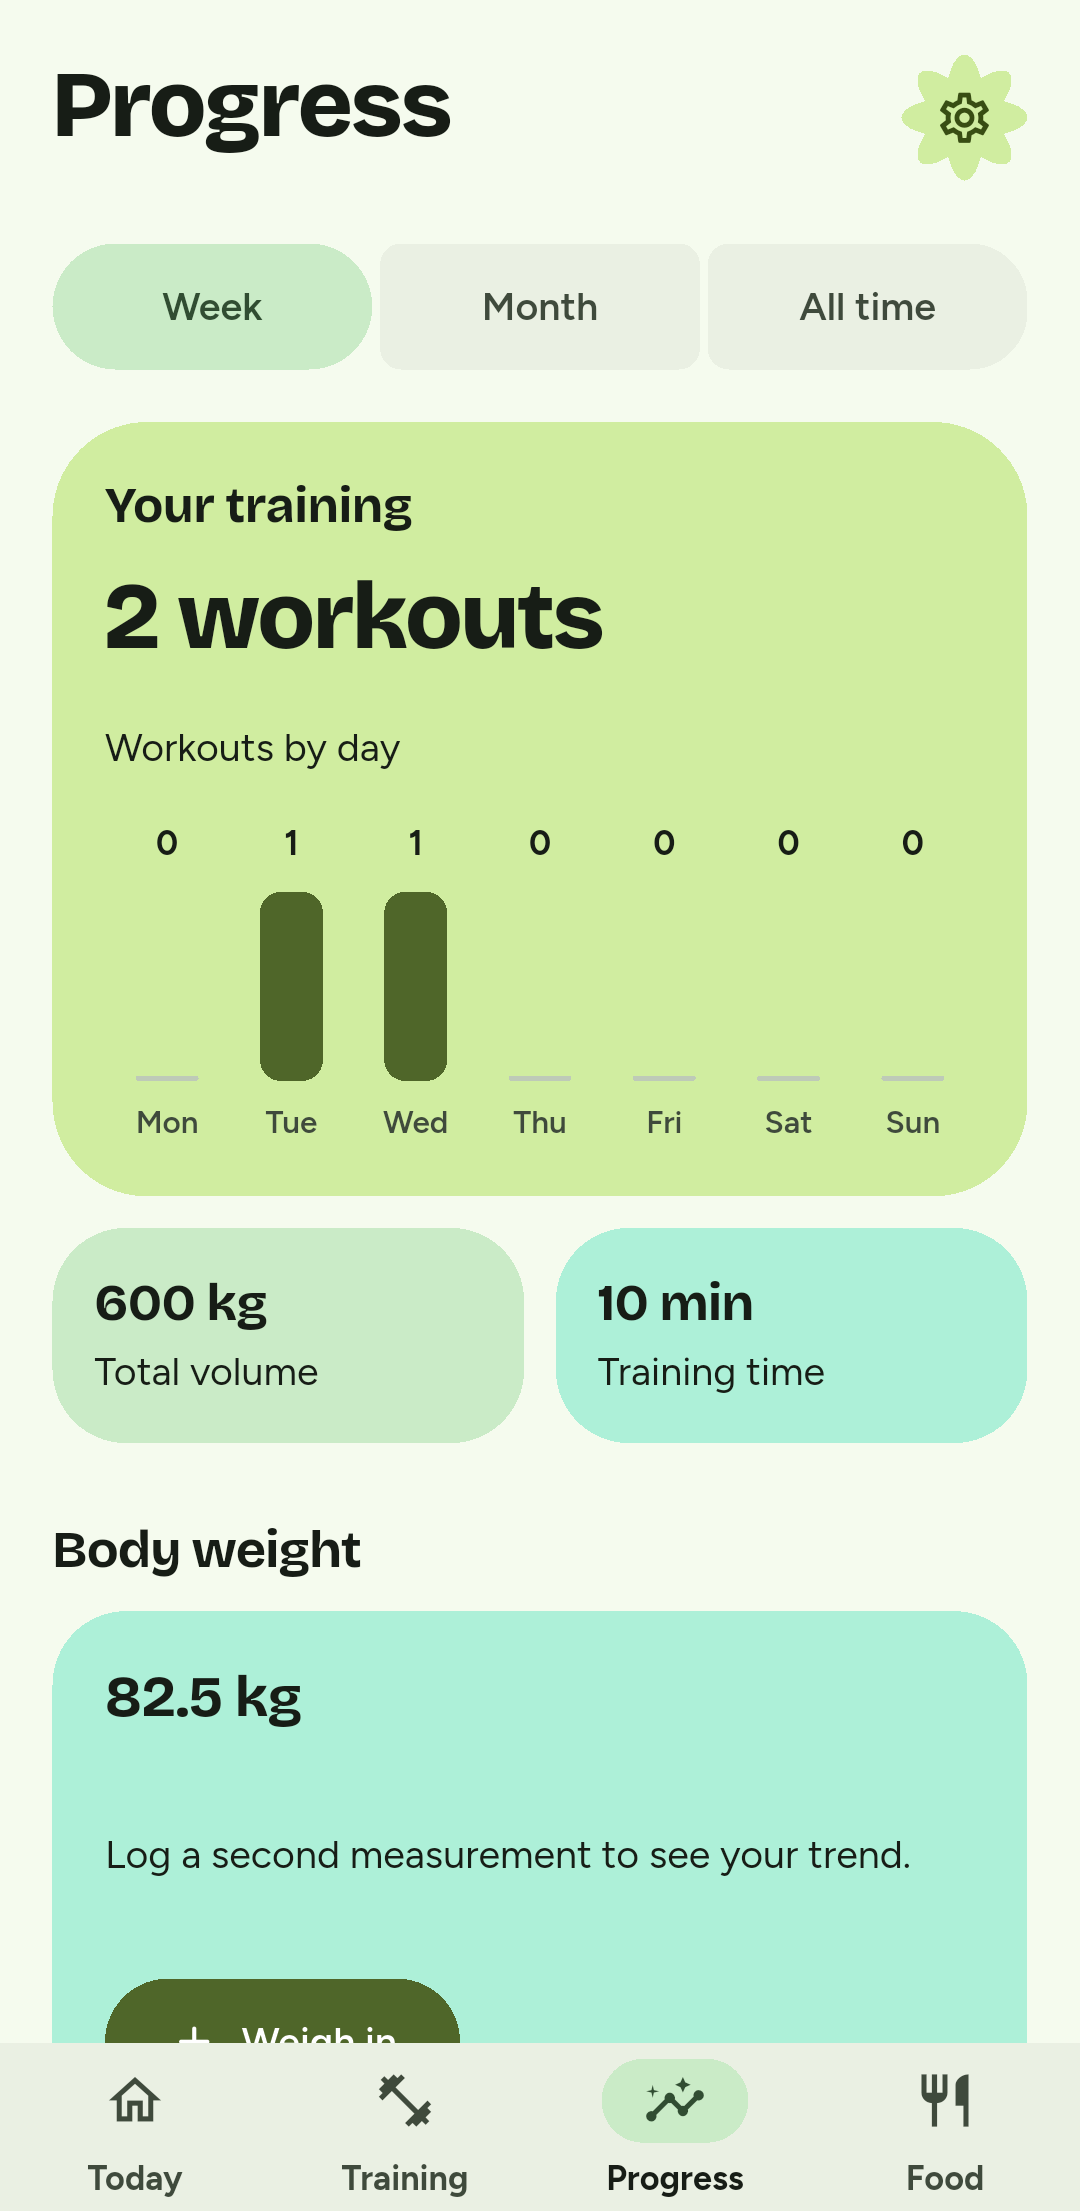 Progress
Week
Month
All time
Your training
2 workouts
Workouts by day
0 1 1 0 0 0 0
Mon Tue Wed Thu Fri Sat Sun
600 kg
Total volume
10 min
Training time
Body weight
82.5 kg
Log a second measurement to see your trend.
+ Weigh in
Today
Training
Progress
Food